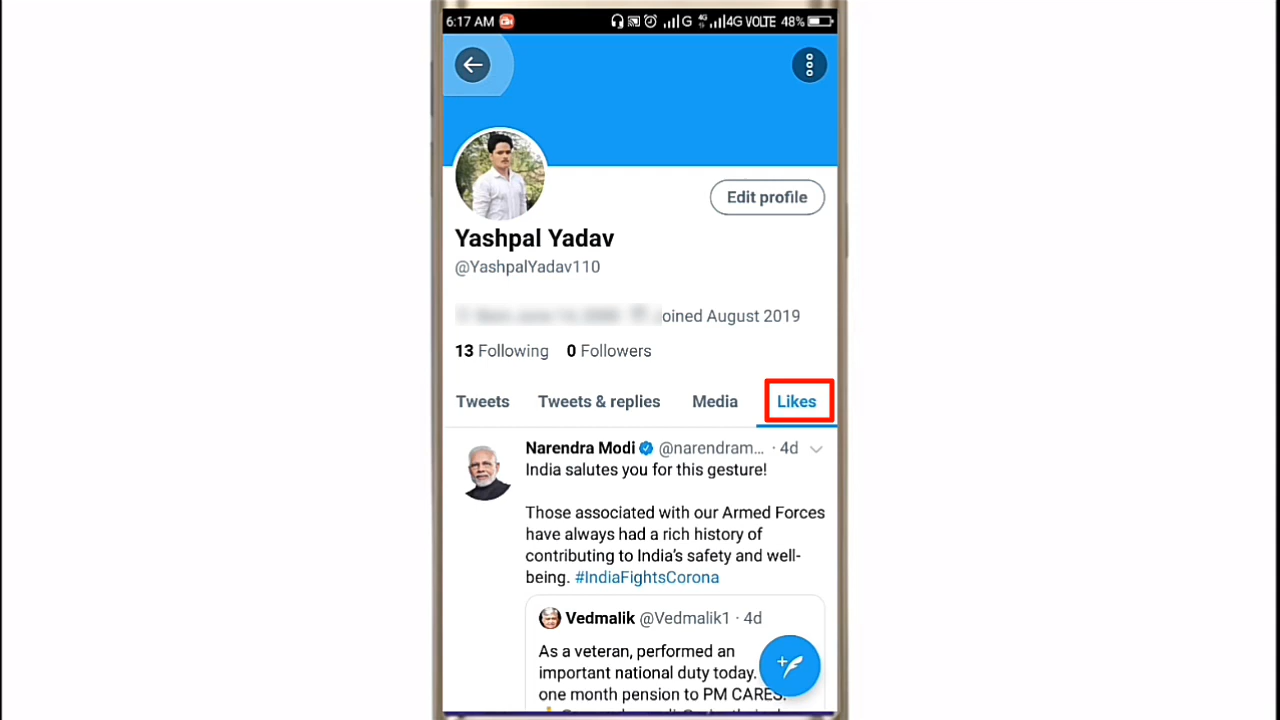 6:17 AM G 4G 4G VOLTE 48%
Edit profile
Yashpal Yadav
@YashpalYadav110
oined August 2019
13 Following 0 Followers
Tweets Tweets & replies Media Likes
Narendra Modi @narendram... · 4d
India salutes you for this gesture!
Those associated with our Armed Forces
have always had a rich history of
contributing to India's safety and well-
being. #IndiaFightsCorona
Vedmalik @Vedmalik1 · 4d
As a veteran, performed an
important national duty today.
one month pension to PM CARES.